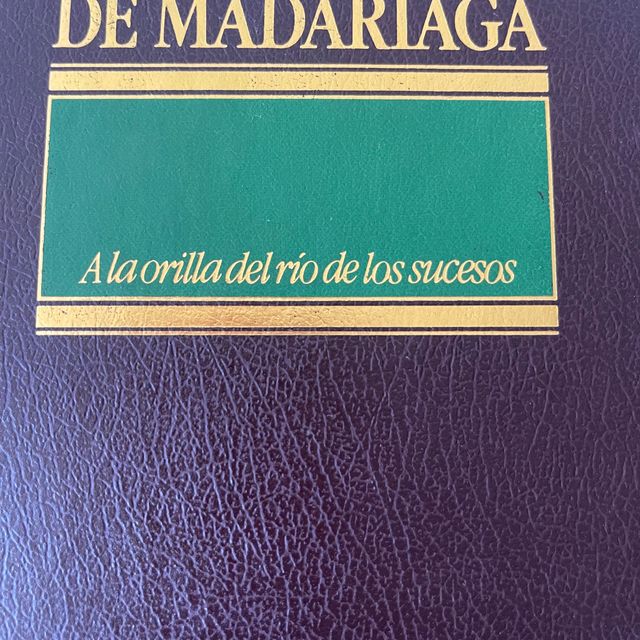 DE MADARIAGA
A la orilla del río de los sucesos